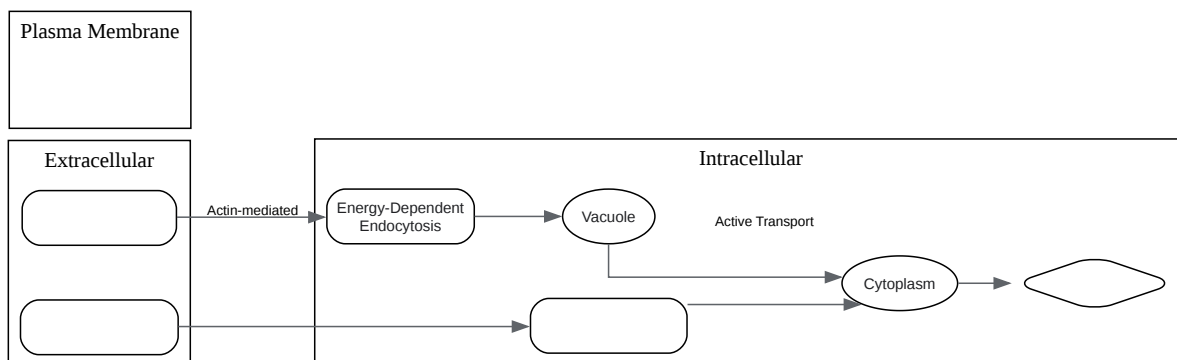 Plasma Membrane
Extracellular
Intracellular
Actin-mediated
Energy-Dependent
Endocytosis
Vacuole
Active Transport
Cytoplasm